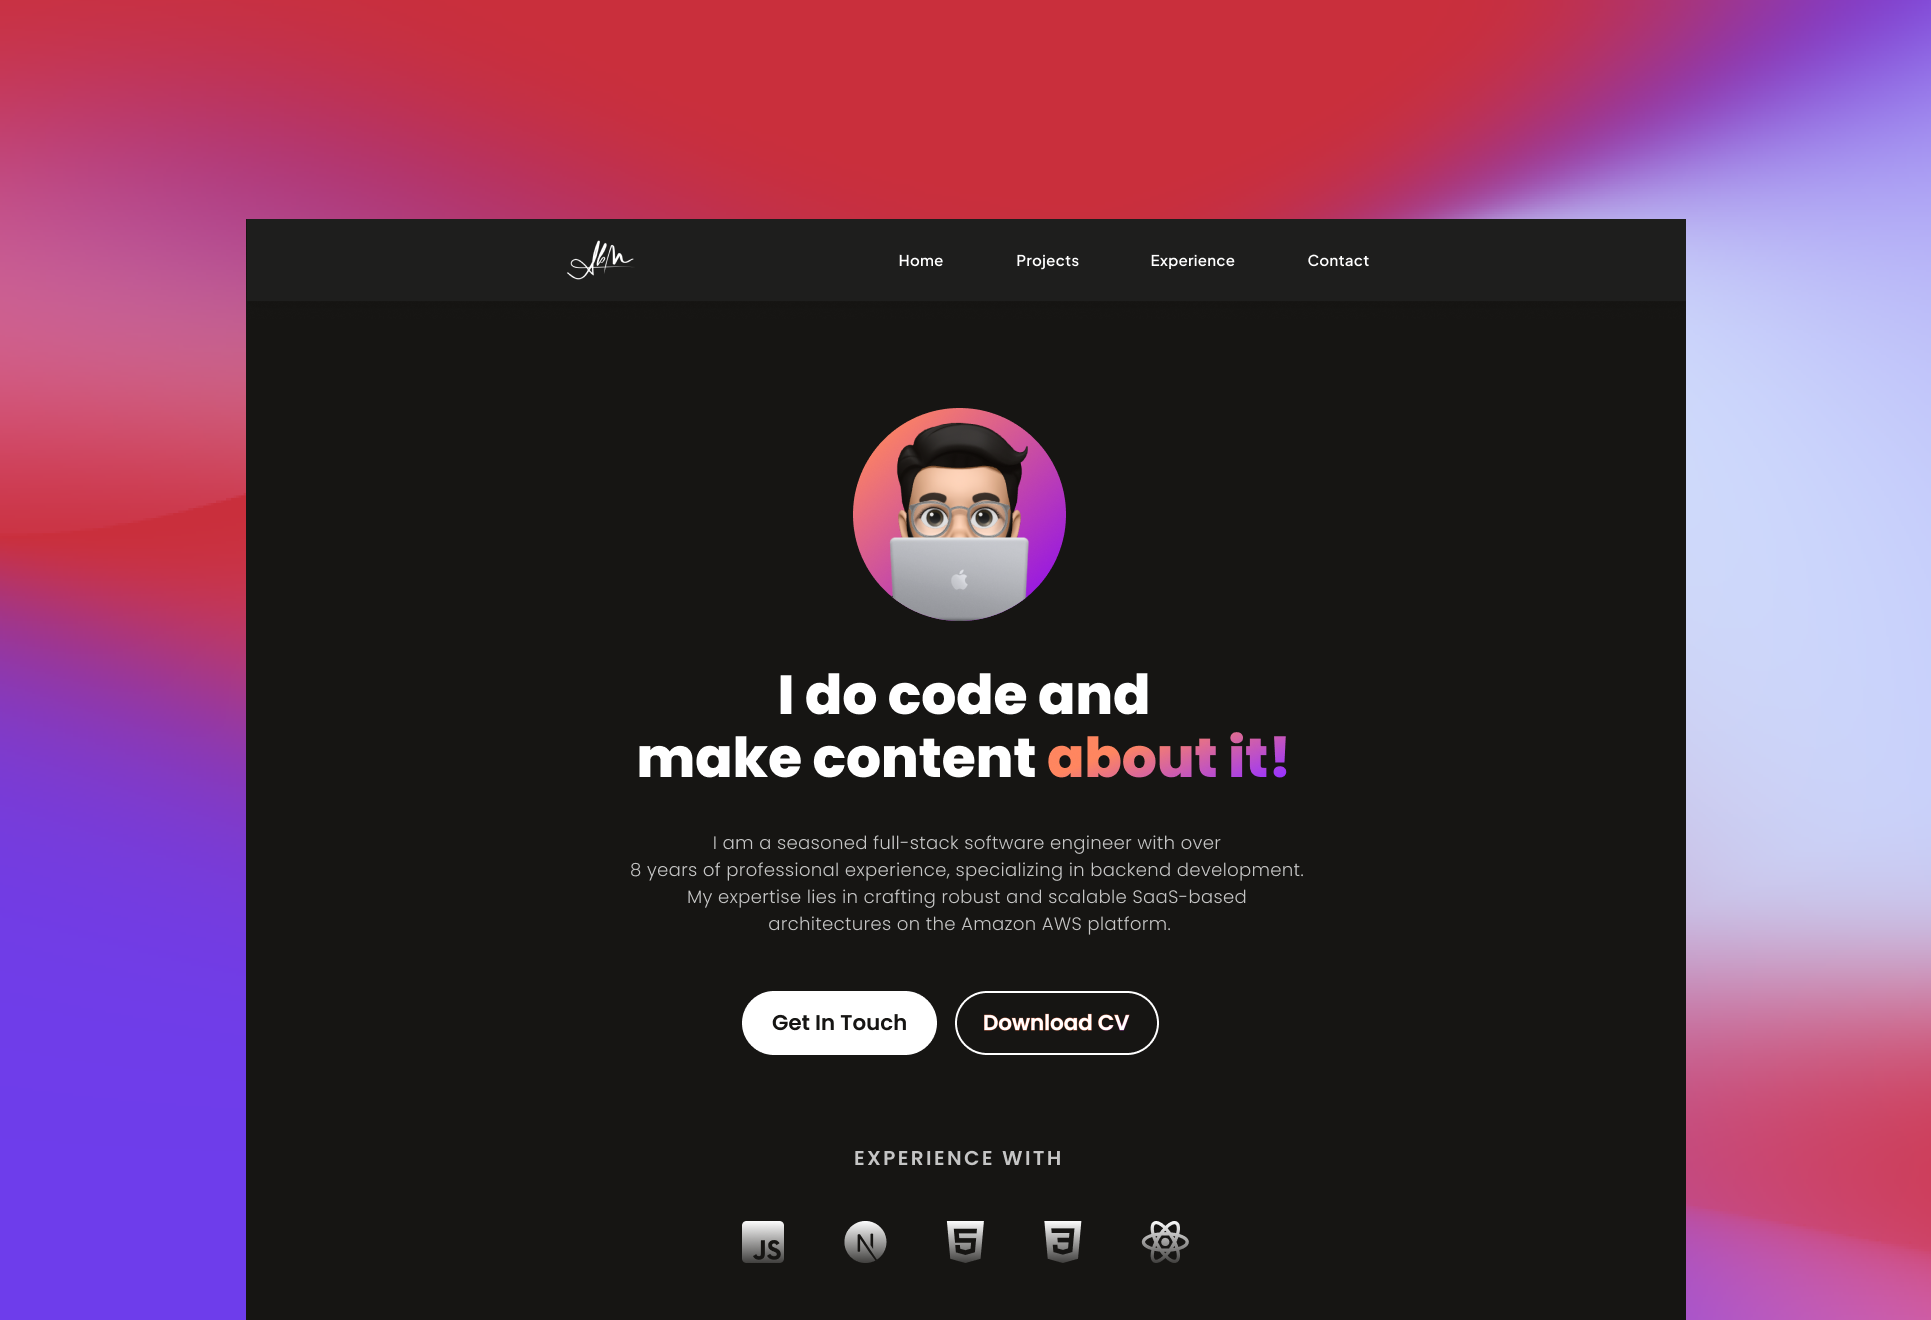 Home Projects Experience Contact
I do code and
make content about it!
I am a seasoned full-stack software engineer with over
8 years of professional experience, specializing in backend development.
My expertise lies in crafting robust and scalable SaaS-based
architectures on the Amazon AWS platform.
Get In Touch Download CV
EXPERIENCE WITH
JS N 5 3